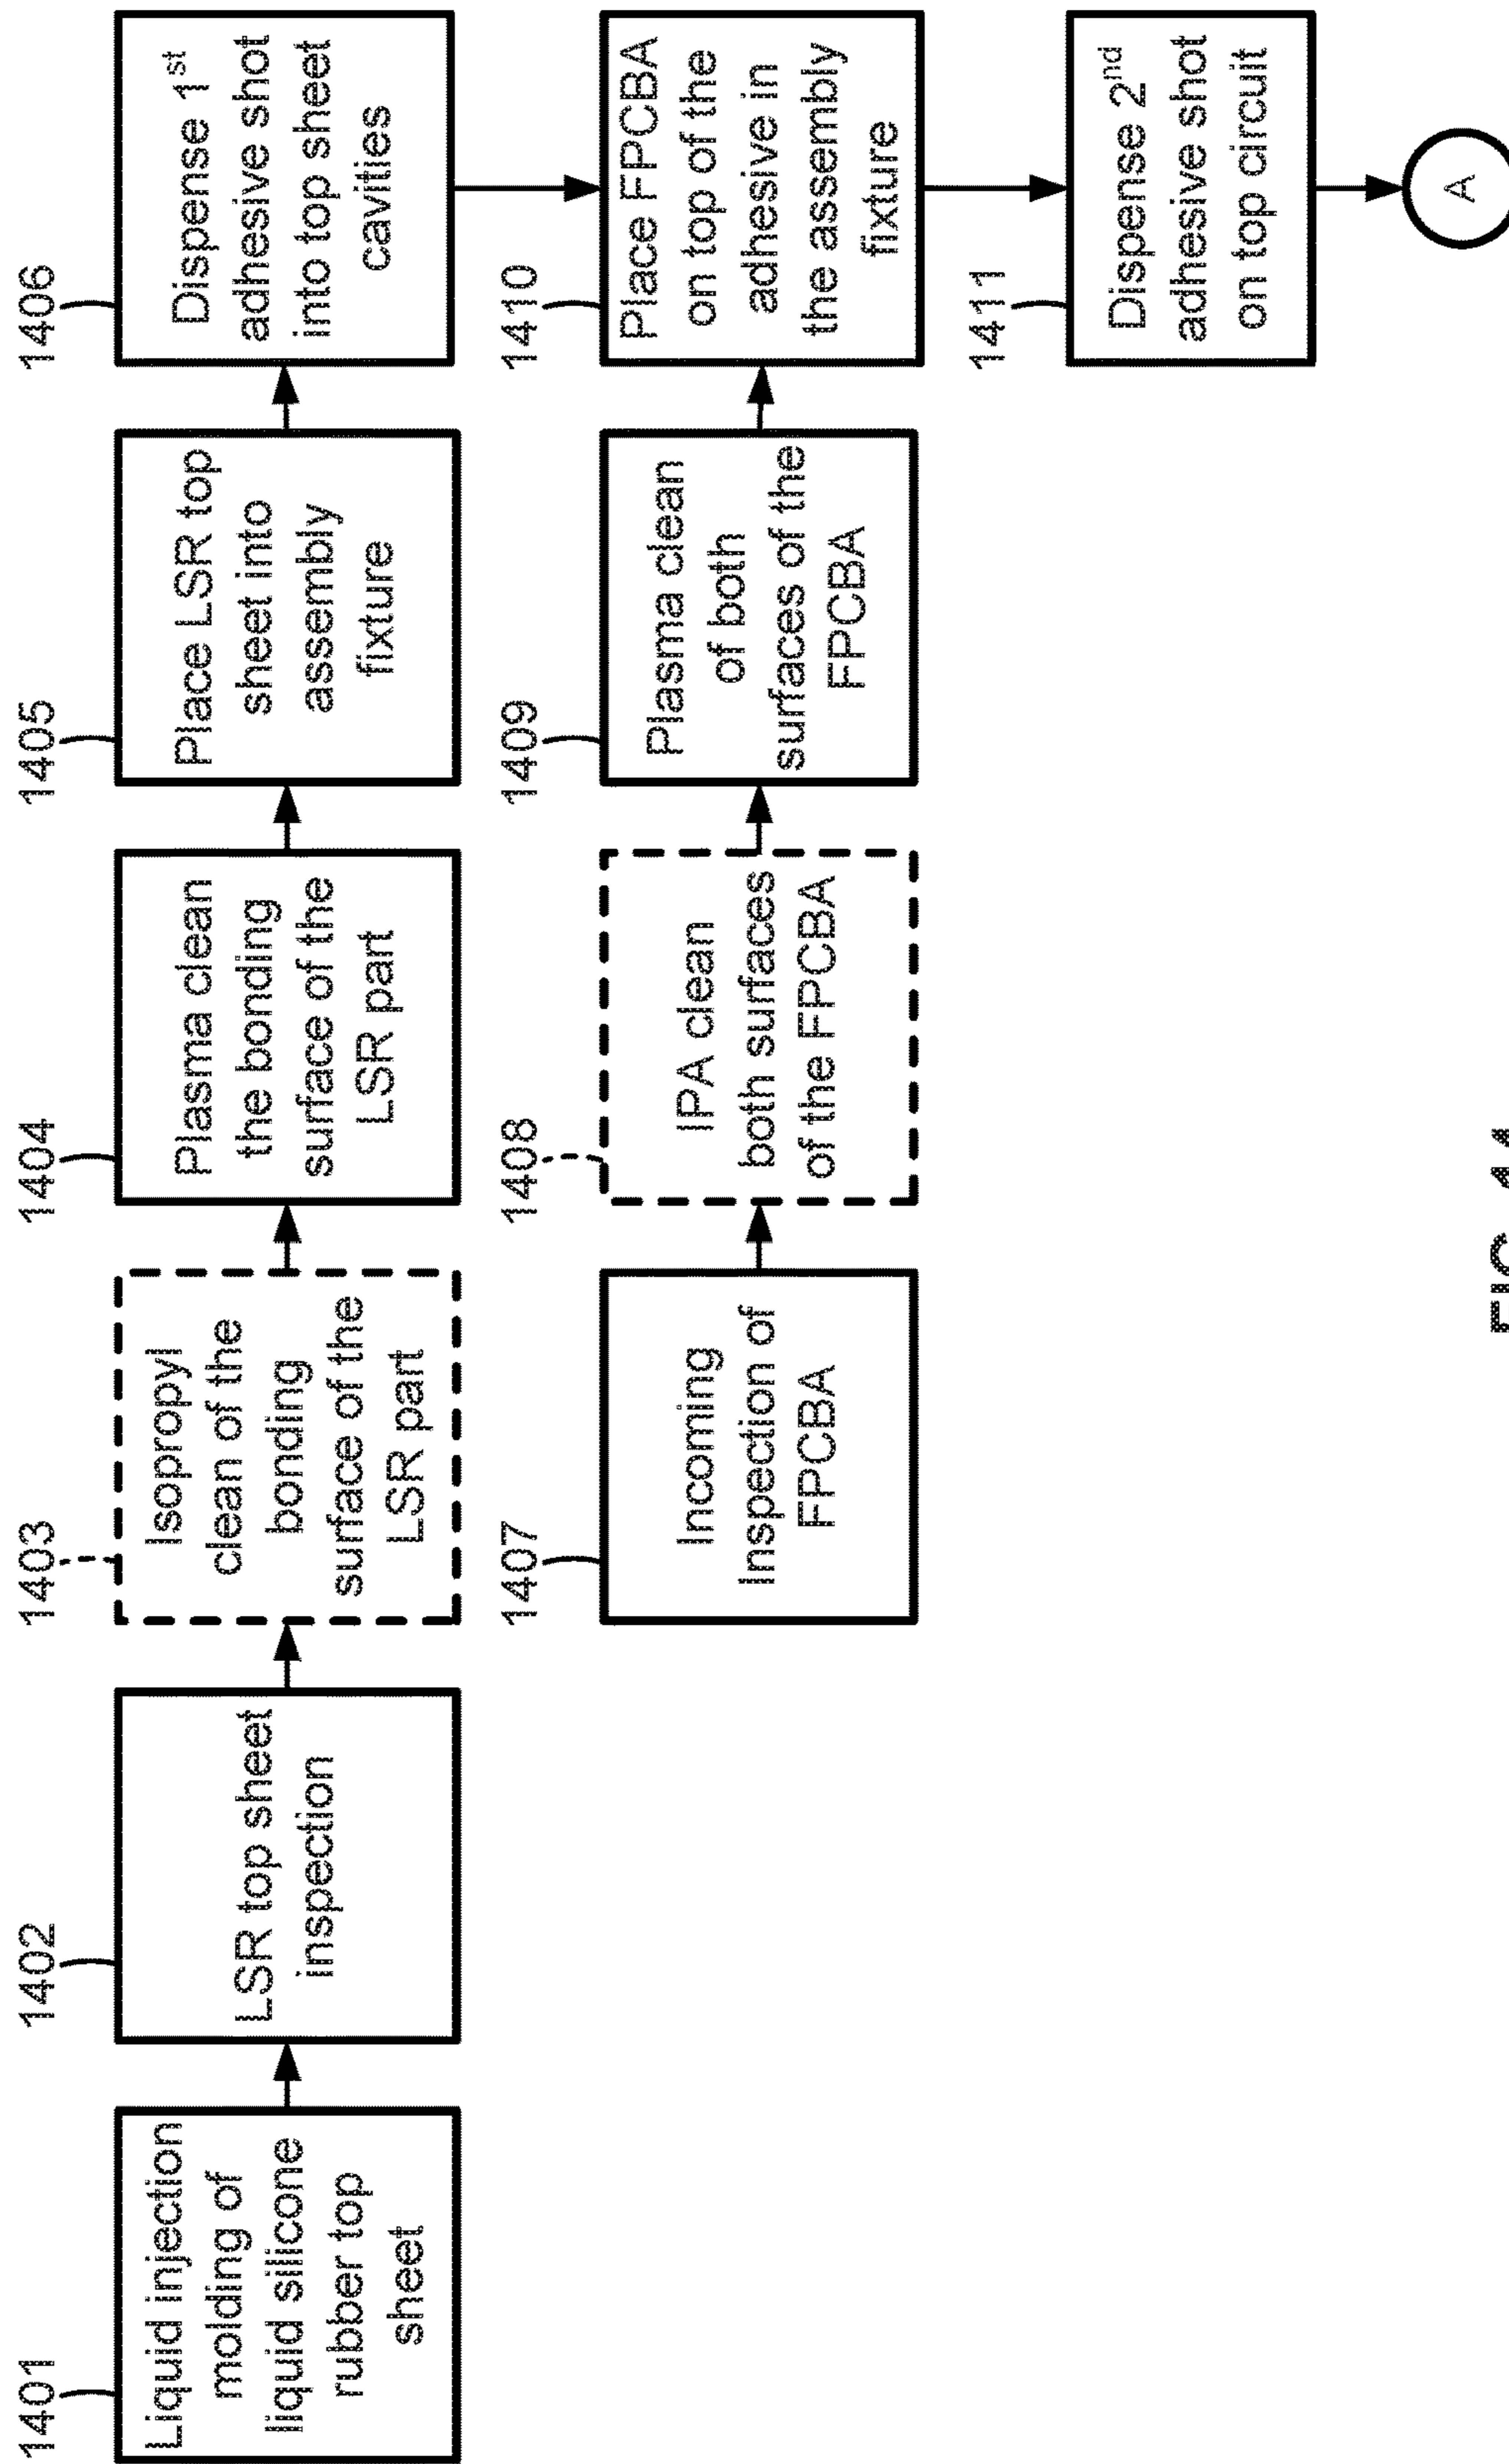 1401
Liquid injection
molding of
liquid silicone
rubber top
sheet
1402
LSR top sheet
inspection
1403
Isopropyl
clean of the
bonding
surface of the
LSR part
1404
Plasma clean
the bonding
surface of the
LSR part
1405
Place LSR top
sheet into
assembly
fixture
1406
Dispense 1st
adhesive shot
into top sheet
cavities
1407
Incoming
Inspection of
FPCBA
1408
IPA clean
both surfaces
of the FPCBA
1409
Plasma clean
of both
surfaces of the
FPCBA
1410
Place FPCBA
on top of the
adhesive in
the assembly
fixture
1411
Dispense 2nd
adhesive shot
on top circuit
A